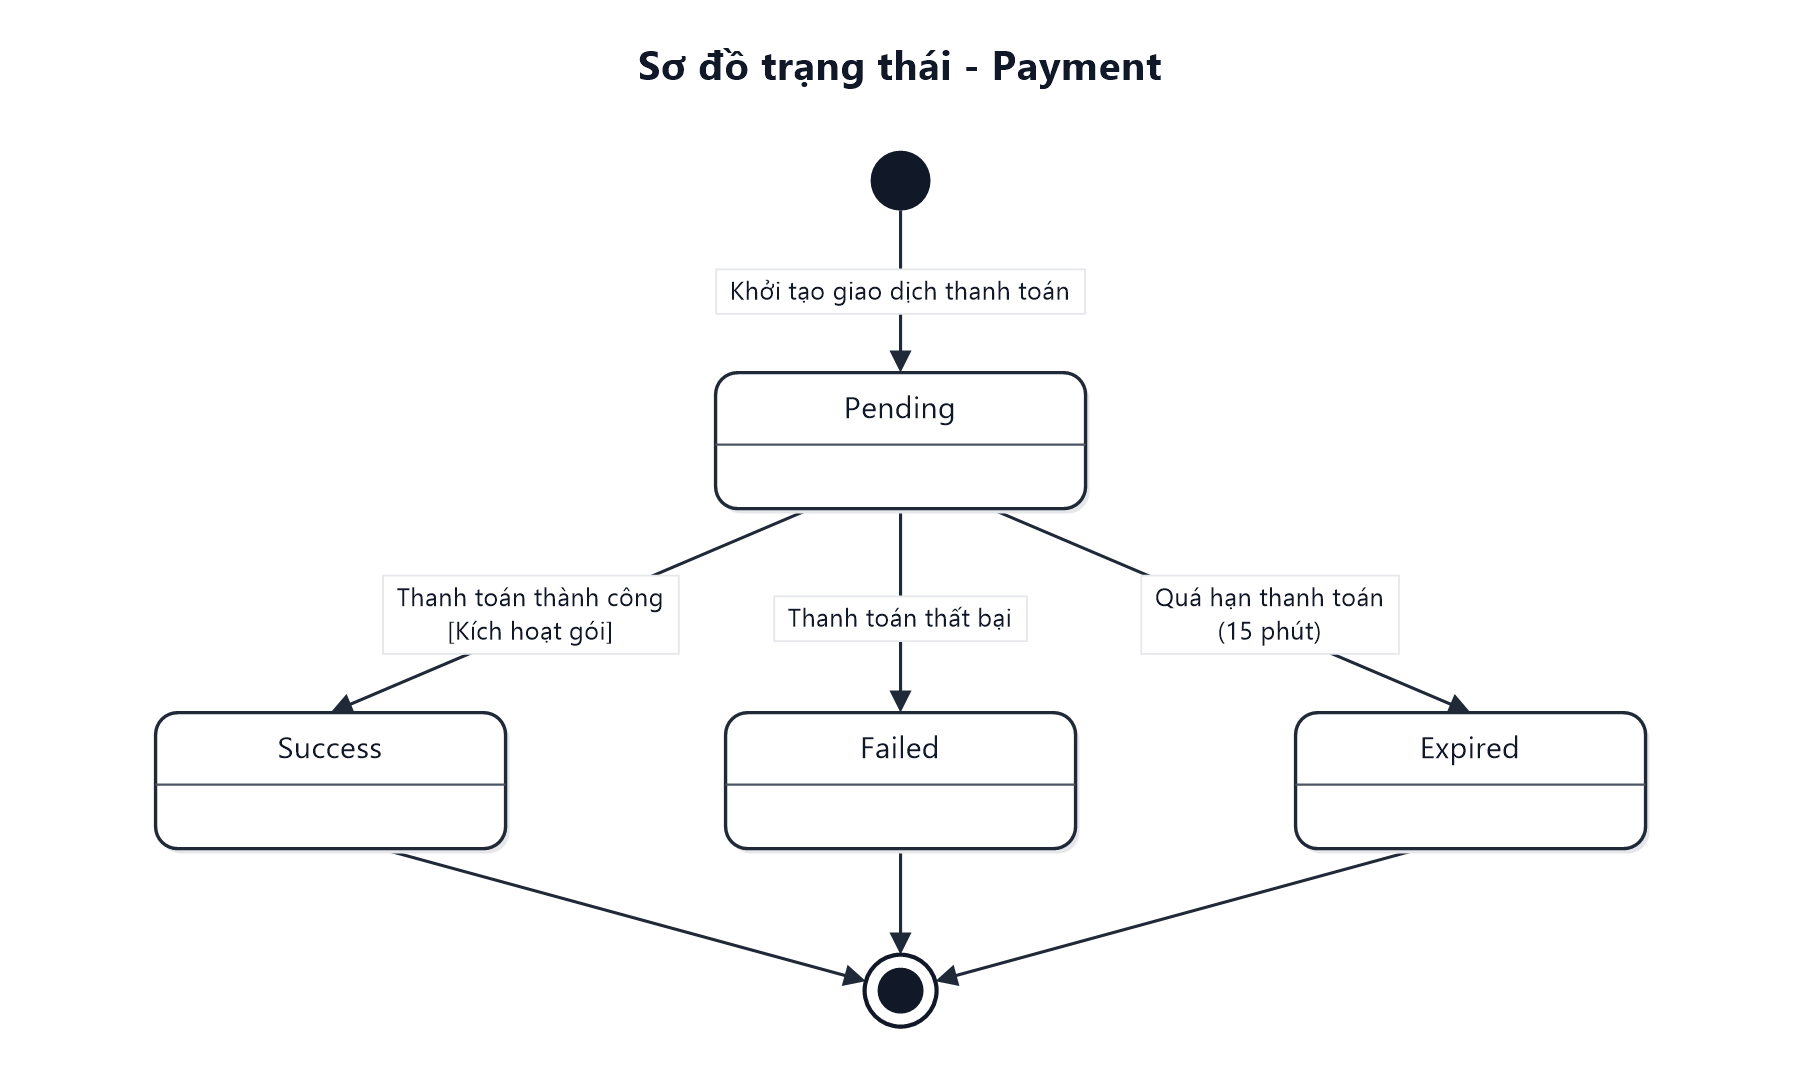 Sơ đồ trạng thái - Payment
Khởi tạo giao dịch thanh toán
Pending
Thanh toán thành công
[Kích hoạt gói]
Thanh toán thất bại
Quá hạn thanh toán
(15 phút)
Success
Failed
Expired